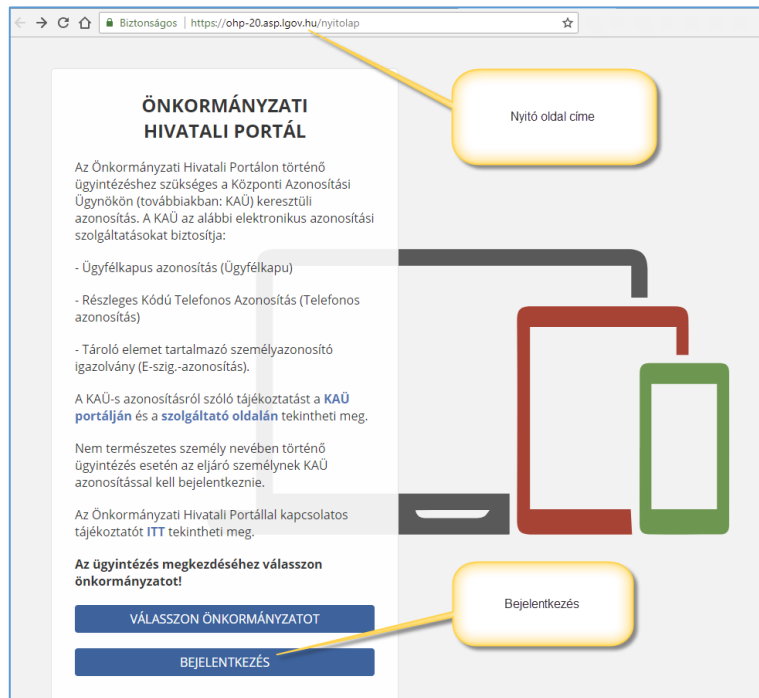 Biztonságos | https://ohp-20.asp.lgov.hu/nyitolap
Nyitó oldal címe
ÖNKORMÁNYZATI
HIVATALI PORTÁL
Az Önkormányzati Hivatali Portálon történő
ügyintézéshez szükséges a Központi Azonosítási
Ügynökön (továbbiakban: KAÜ) keresztüli
azonosítás. A KAÜ az alábbi elektronikus azonosítási
szolgáltatásokat biztosítja:
- Ügyfélkapus azonosítás (Ügyfélkapu)
- Részleges Kódú Telefonos Azonosítás (Telefonos
azonosítás)
- Tároló elemet tartalmazó személyazonosító
igazolvány (E-szig.-azonosítás).
A KAÜ-s azonosításról szóló tájékoztatást a KAÜ
portálján és a szolgáltató oldalán tekintheti meg.
Nem természetes személy nevében történő
ügyintézés esetén az eljáró személynek KAÜ
azonosítással kell bejelentkeznie.
Az Önkormányzati Hivatali Portállal kapcsolatos
tájékoztatót ITT tekintheti meg.
Az ügyintézés megkezdéséhez válasszon
önkormányzatot!
VÁLASSZON ÖNKORMÁNYZATOT
Bejelentkezés
BEJELENTKEZÉS